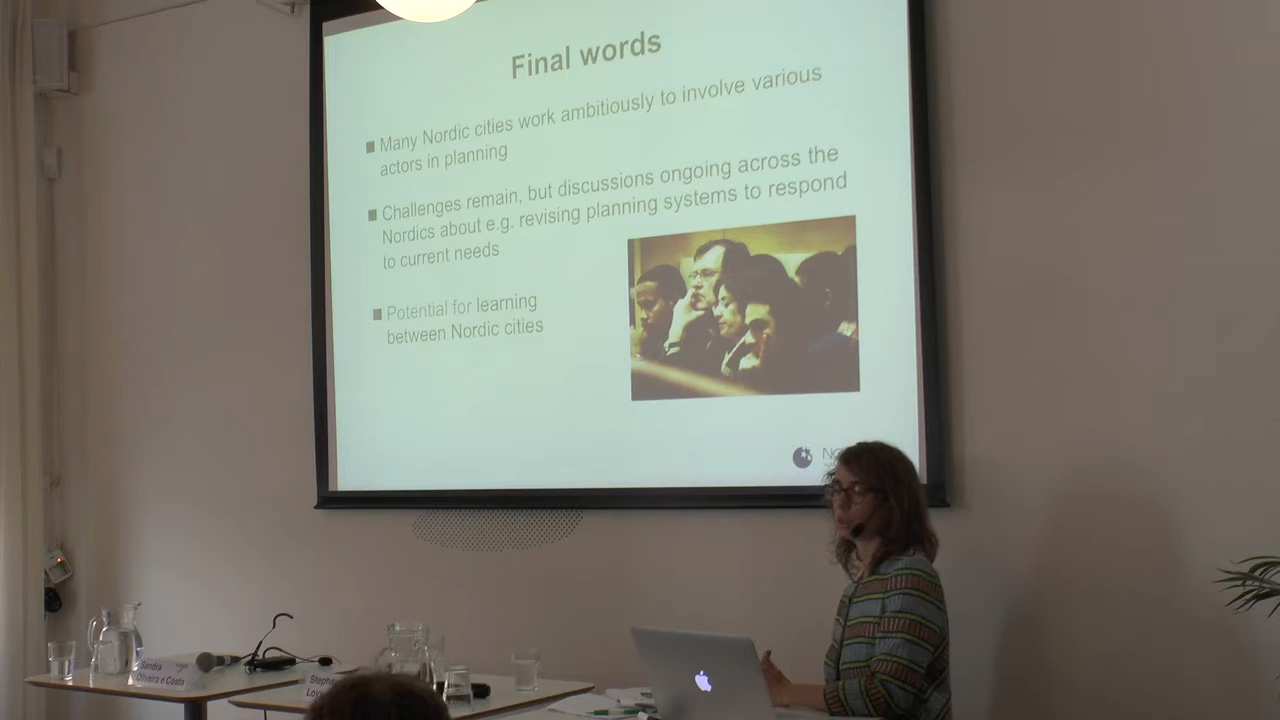 Final words
Many Nordic cities work ambitiously to involve various
actors in planning
Challenges remain, but discussions ongoing across the
Nordics about e.g. revising planning systems to respond
to current needs
Potential for learning
between Nordic cities
Sandra
Oliveira e Costa